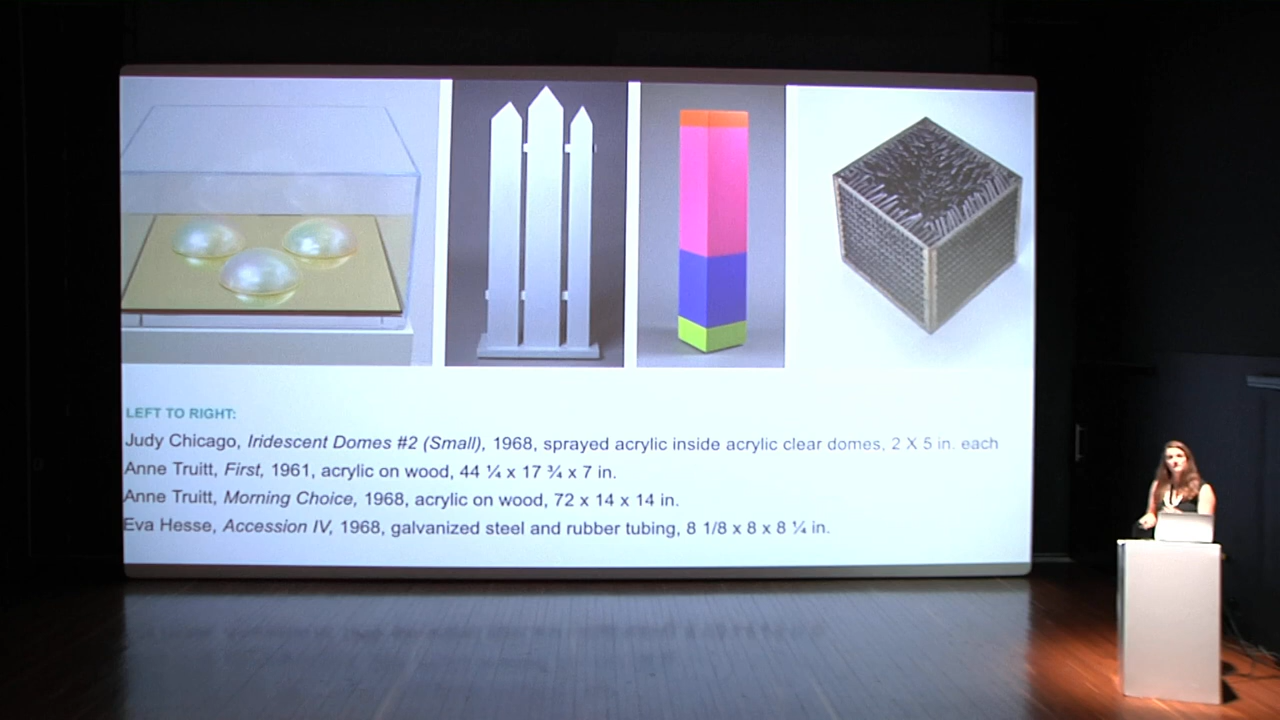 LEFT TO RIGHT:
Judy Chicago, Iridescent Domes #2 (Small), 1968, sprayed acrylic inside acrylic clear domes, 2 X 5 in. each
Anne Truitt, First, 1961, acrylic on wood, 44 ¼ x 17 ¾ x 7 in.
Anne Truitt, Morning Choice, 1968, acrylic on wood, 72 x 14 x 14 in.
Eva Hesse, Accession IV, 1968, galvanized steel and rubber tubing, 8 1/8 x 8 x 8 ¼ in.